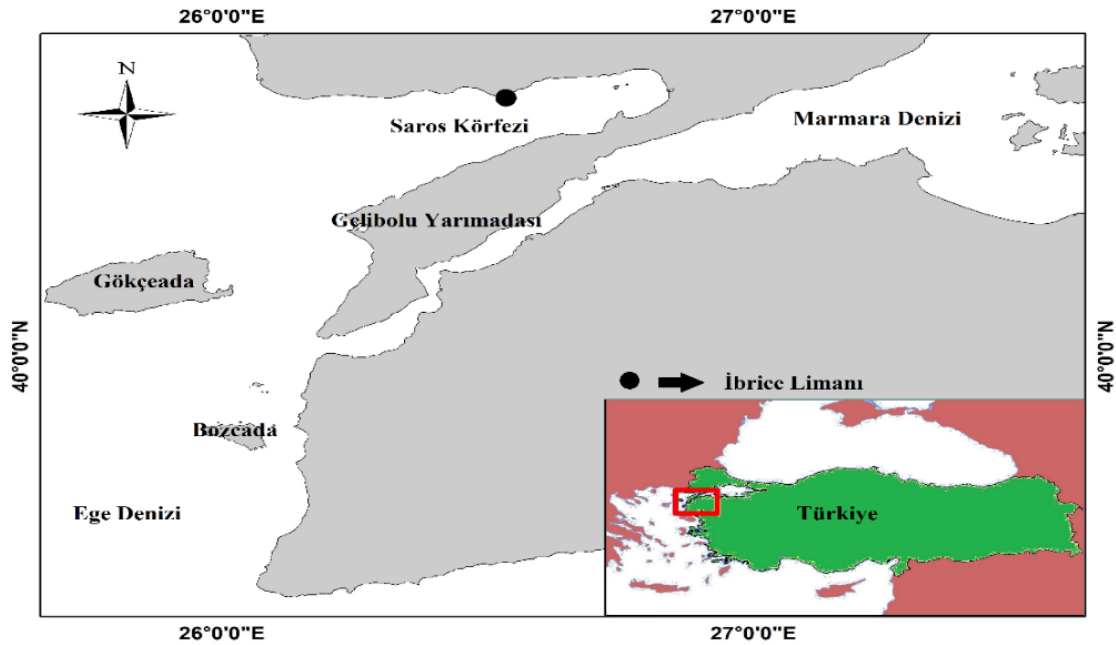 26°0'0"E
27°0'0"E
N
Saros Körfezi
Marmara Denizi
Gelibolu Yarımadası
Gökçeada
40°0'0"N
40°0'0"N
İbrice Limanı
Bozcada
Ege Denizi
Türkiye
26°0'0"E
27°0'0"E